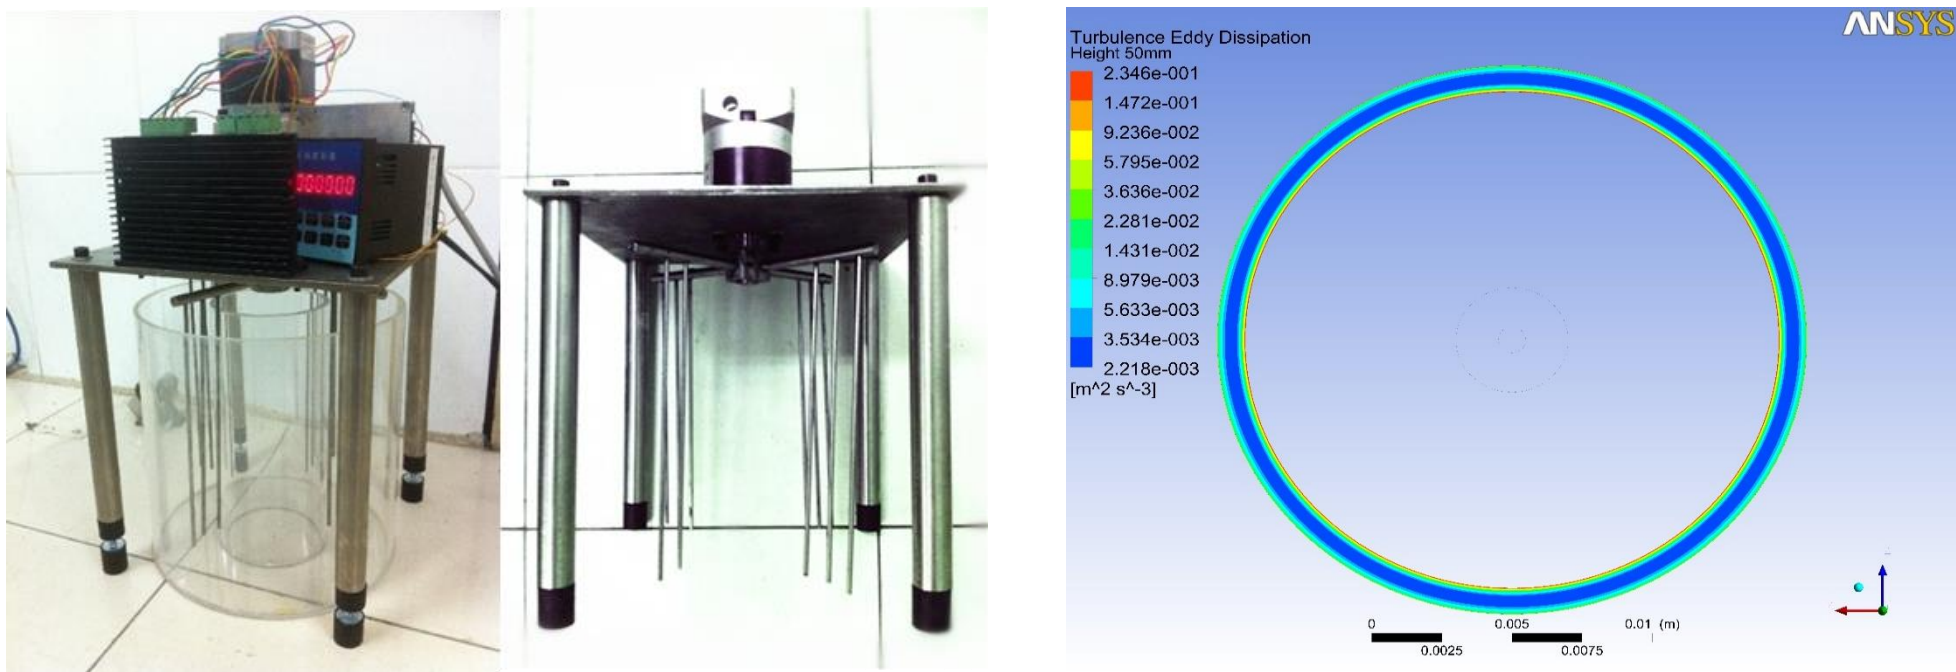 000000
ANSYS
Turbulence Eddy Dissipation
Height 50mm
2.346e-001
1.472e-001
9.236e-002
5.795e-002
3.636e-002
2.281e-002
1.431e-002
8.979e-003
5.633e-003
3.534e-003
2.218e-003
[m^2 s^-3]
0 0.005 0.01 (m)
0.0025 0.0075